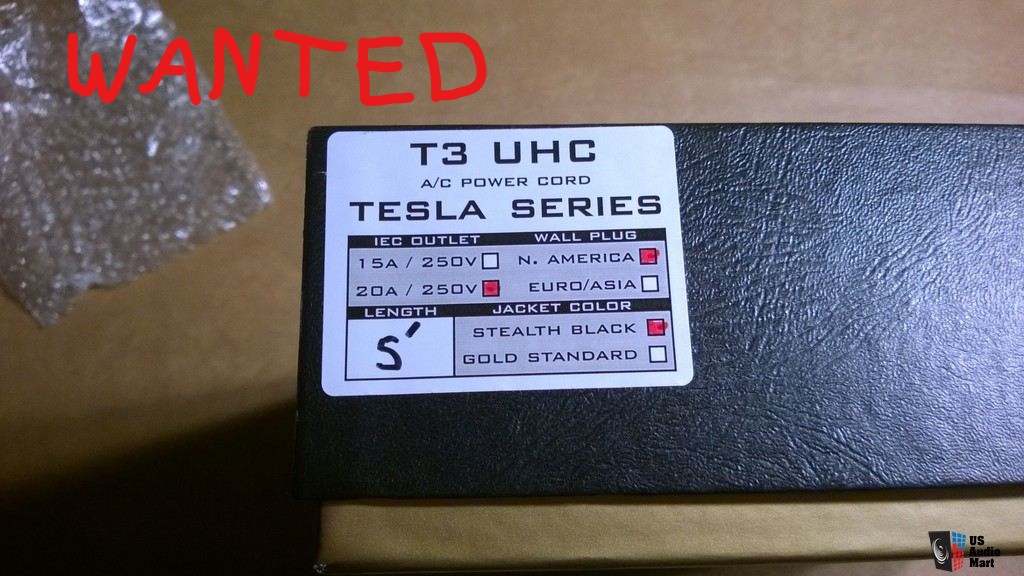 WANTED
T3 UHC
A/C POWER CORD
TESLA SERIES
IEC OUTLET WALL PLUG
15A / 250V N. AMERICA
20A / 250V EURO/ASIA
LENGTH JACKET COLOR
5' STEALTH BLACK
GOLD STANDARD
US
Audio
Mart